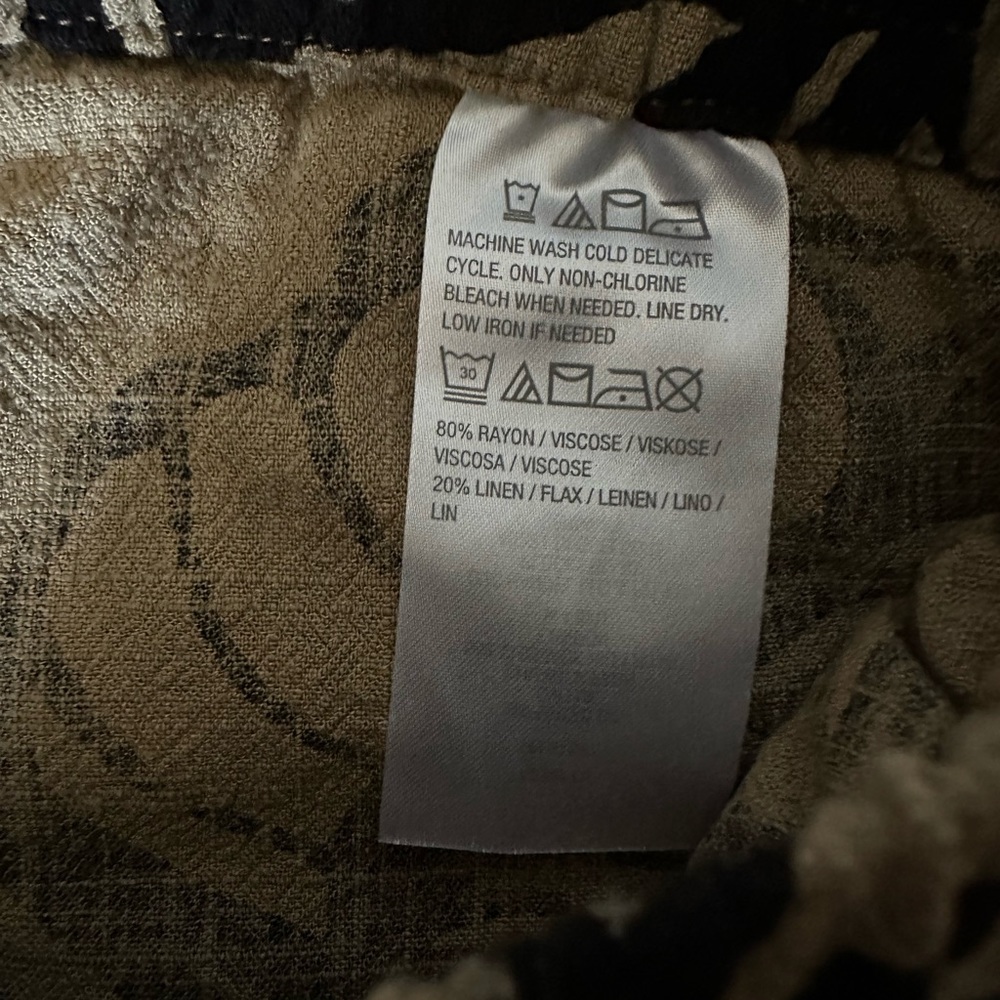 MACHINE WASH COLD DELICATE
CYCLE. ONLY NON-CHLORINE
BLEACH WHEN NEEDED. LINE DRY.
LOW IRON IF NEEDED
30
80% RAYON / VISCOSE / VISKOSE /
VISCOSA / VISCOSE
20% LINEN / FLAX / LEINEN / LINO /
LIN